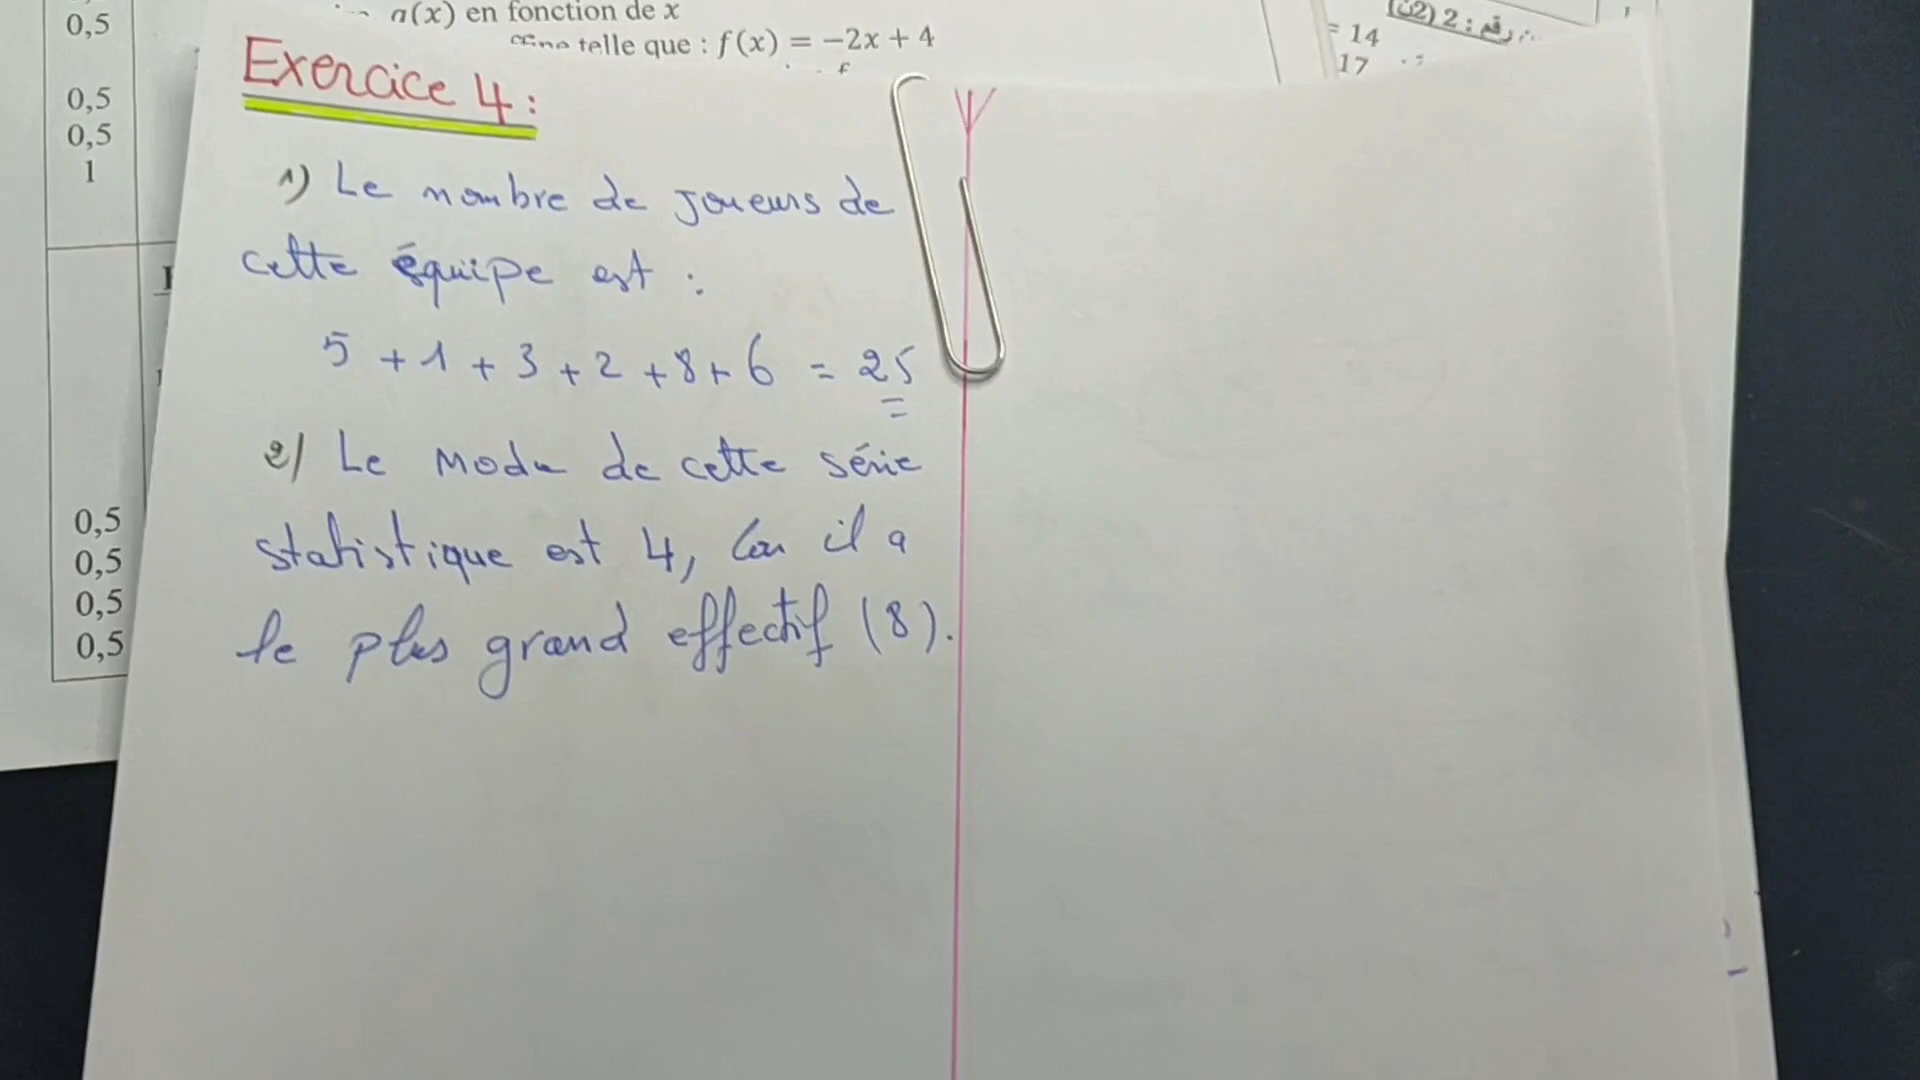 0,5
0,5
0,5
1
0,5
0,5
0,5
0,5
g(x) en fonction de x
telle que : f(x) = −2x + 4
= 14
17
رقم : 2 (2ن)
Exercice 4 :
1) Le nombre de joueurs de
cette équipe est :
5 + 1 + 3 + 2 + 8 + 6 = 25
2) Le mode de cette série
statistique est 4, Car il a
le plus grand effectif (8).